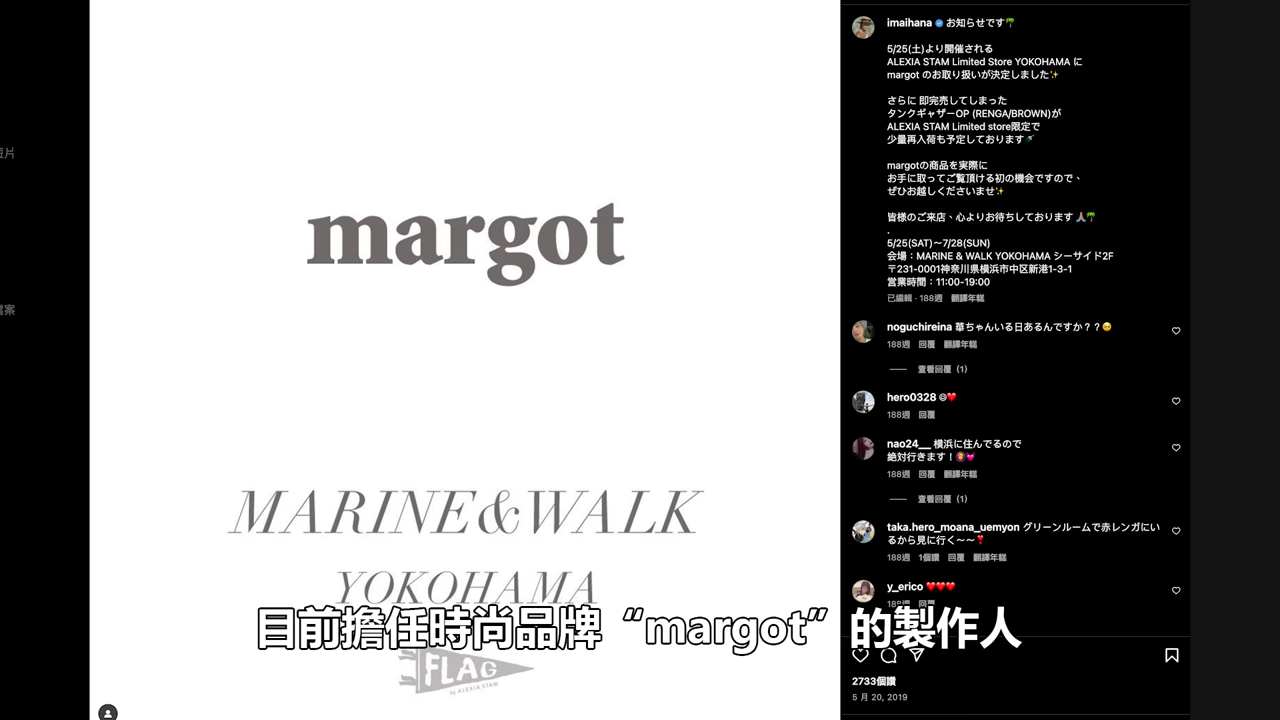 短片
檔案
margot
MARINE&WALK
YOKOHAMA
FLAG
by ALEXIA STAM
imaihana お知らせです🌴
5/25(土)より開催される
ALEXIA STAM Limited Store YOKOHAMA に
margot のお取り扱いが決定しました✨
さらに 即完売してしまった
タンクギャザーOP (RENGA/BROWN)が
ALEXIA STAM Limited store限定で
少量再入荷も予定しております🍃
margotの商品を実際に
お手に取ってご覧頂ける初の機会ですので、
ぜひお越しくださいませ✨
皆様のご来店、心よりお待ちしております🙏🏽🌴
.
5/25(SAT)〜7/28(SUN)
会場：MARINE & WALK YOKOHAMA シーサイド2F
〒231-0001神奈川県横浜市中区新港1-3-1
営業時間：11:00-19:00
已編輯 · 188週 翻譯年糕
noguchireina 華ちゃんいる日あるんですか？？🥺
188週 回覆 翻譯年糕
查看回覆（1）
hero0328 😍❤️
188週 回覆
nao24__ 横浜に住んでるので
絶対行きます！🙋‍♀️💓
188週 回覆 翻譯年糕
查看回覆（1）
taka.hero_moana_uemyon グリーンルームで赤レンガにい
るから見に行く〜〜❣️
188週 1個讚 回覆 翻譯年糕
y_erico ❤️❤️❤️
188週 回覆
目前擔任時尚品牌“margot”的製作人
2733個讚
5 月 20, 2019